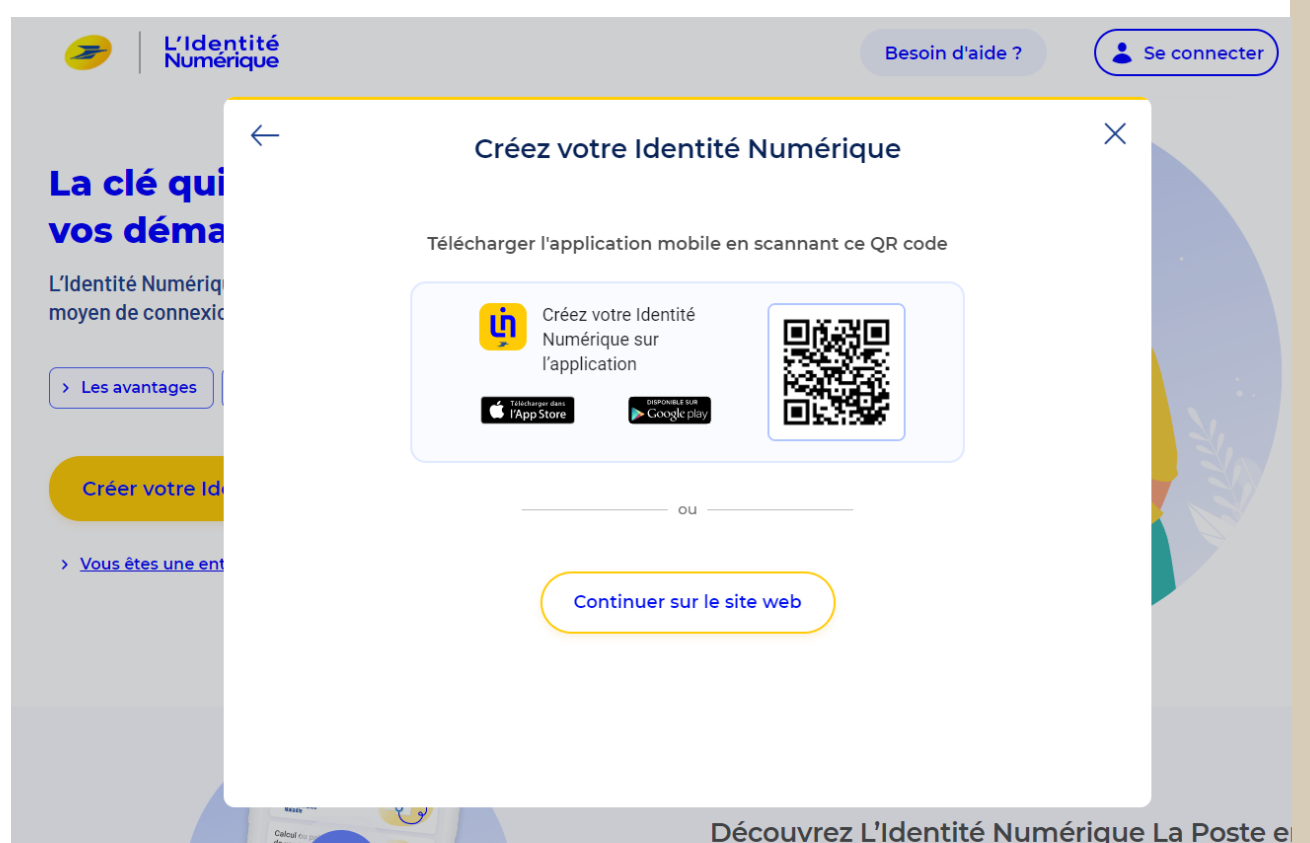 L'Identité
Numérique
Besoin d'aide ?
Se connecter
Créez votre Identité Numérique
La clé qui
vos déma
L'Identité Numériq
moyen de connexio
Télécharger l'application mobile en scannant ce QR code
Créez votre Identité
Numérique sur
l'application
Télécharger dans
l'App Store
DISPONIBLE SUR
Google play
> Les avantages
Créer votre Ide
ou
> Vous êtes une ent
Continuer sur le site web
Calcul
Découvrez L'Identité Numérique La Poste en